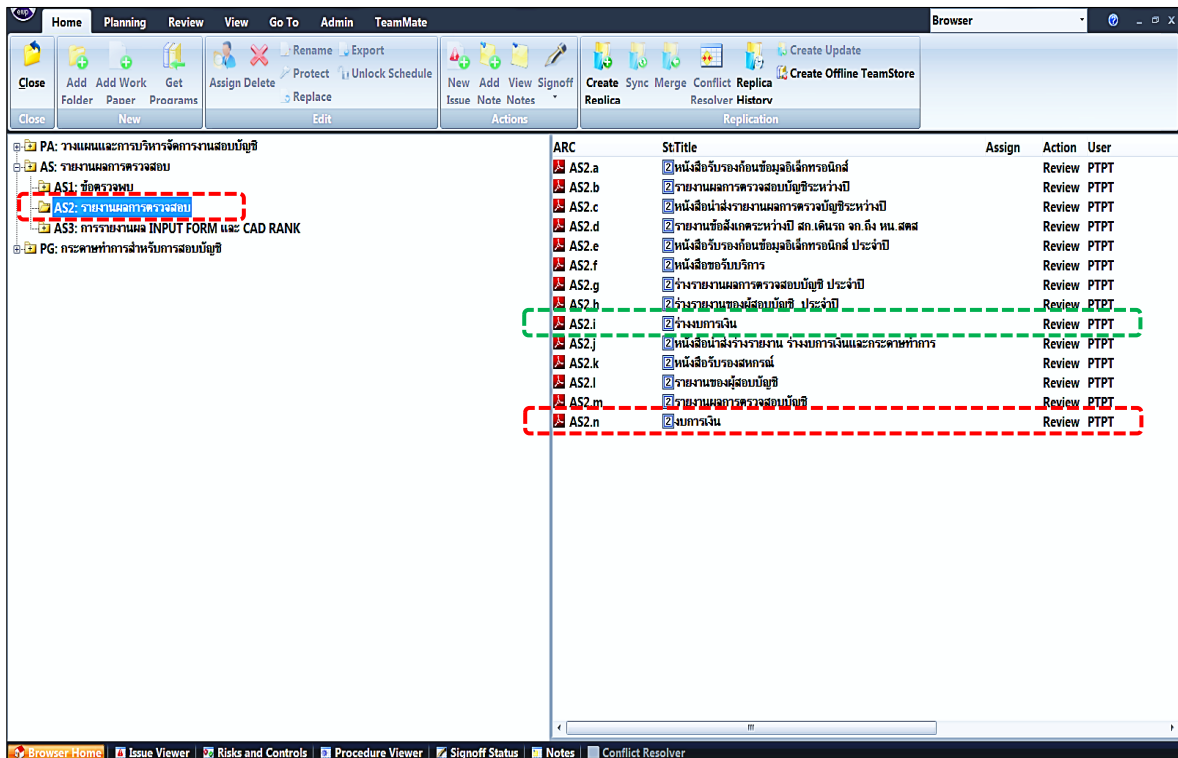 ewp
Home Planning Review View Go To Admin TeamMate Browser
Close
Add Folder
Add Work Paper
Get Programs
Assign Delete
Rename Export
Protect Unlock Schedule
Replace
New Issue
Add Note
View Notes
Signoff
Create Replica
Sync Merge
Conflict Resolver
Replica History
Create Update
Create Offline TeamStore
Close New Edit Actions Replication
PA: วางแผนและการบริหารจัดการงานสอบบัญชี
AS: รายงานผลการตรวจสอบ
AS1: ข้อตรวจพบ
AS2: รายงานผลการตรวจสอบ
AS3: การรายงานผล INPUT FORM และ CAD RANK
PG: กระดาษทำการสำหรับการสอบบัญชี
ARC St Title Assign Action User
AS2.a 2 หนังสือรับรองก้อนข้อมูลอิเล็กทรอนิกส์ Review PTPT
AS2.b 2 รายงานผลการตรวจสอบบัญชีระหว่างปี Review PTPT
AS2.c 2 หนังสือนำส่งรายงานผลการตรวจบัญชีระหว่างปี Review PTPT
AS2.d 2 รายงานข้อสังเกตระหว่างปี สก.เดินรถ จก.ถึง หน.สตส Review PTPT
AS2.e 2 หนังสือรับรองก้อนข้อมูลอิเล็กทรอนิกส์ ประจำปี Review PTPT
AS2.f 2 หนังสือขอรับบริการ Review PTPT
AS2.g 2 ร่างรายงานผลการตรวจสอบบัญชี ประจำปี Review PTPT
AS2.h 2 ร่างรายงานของผู้สอบบัญชี ประจำปี Review PTPT
AS2.i 2 ร่างงบการเงิน Review PTPT
AS2.j 2 หนังสือนำส่งร่างรายงาน ร่างงบการเงินและกระดาษทำการ Review PTPT
AS2.k 2 หนังสือรับรองสหกรณ์ Review PTPT
AS2.l 2 รายงานของผู้สอบบัญชี Review PTPT
AS2.m 2 รายงานผลการตรวจสอบบัญชี Review PTPT
AS2.n 2 งบการเงิน Review PTPT
Browser Home Issue Viewer Risks and Controls Procedure Viewer Signoff Status Notes Conflict Resolver